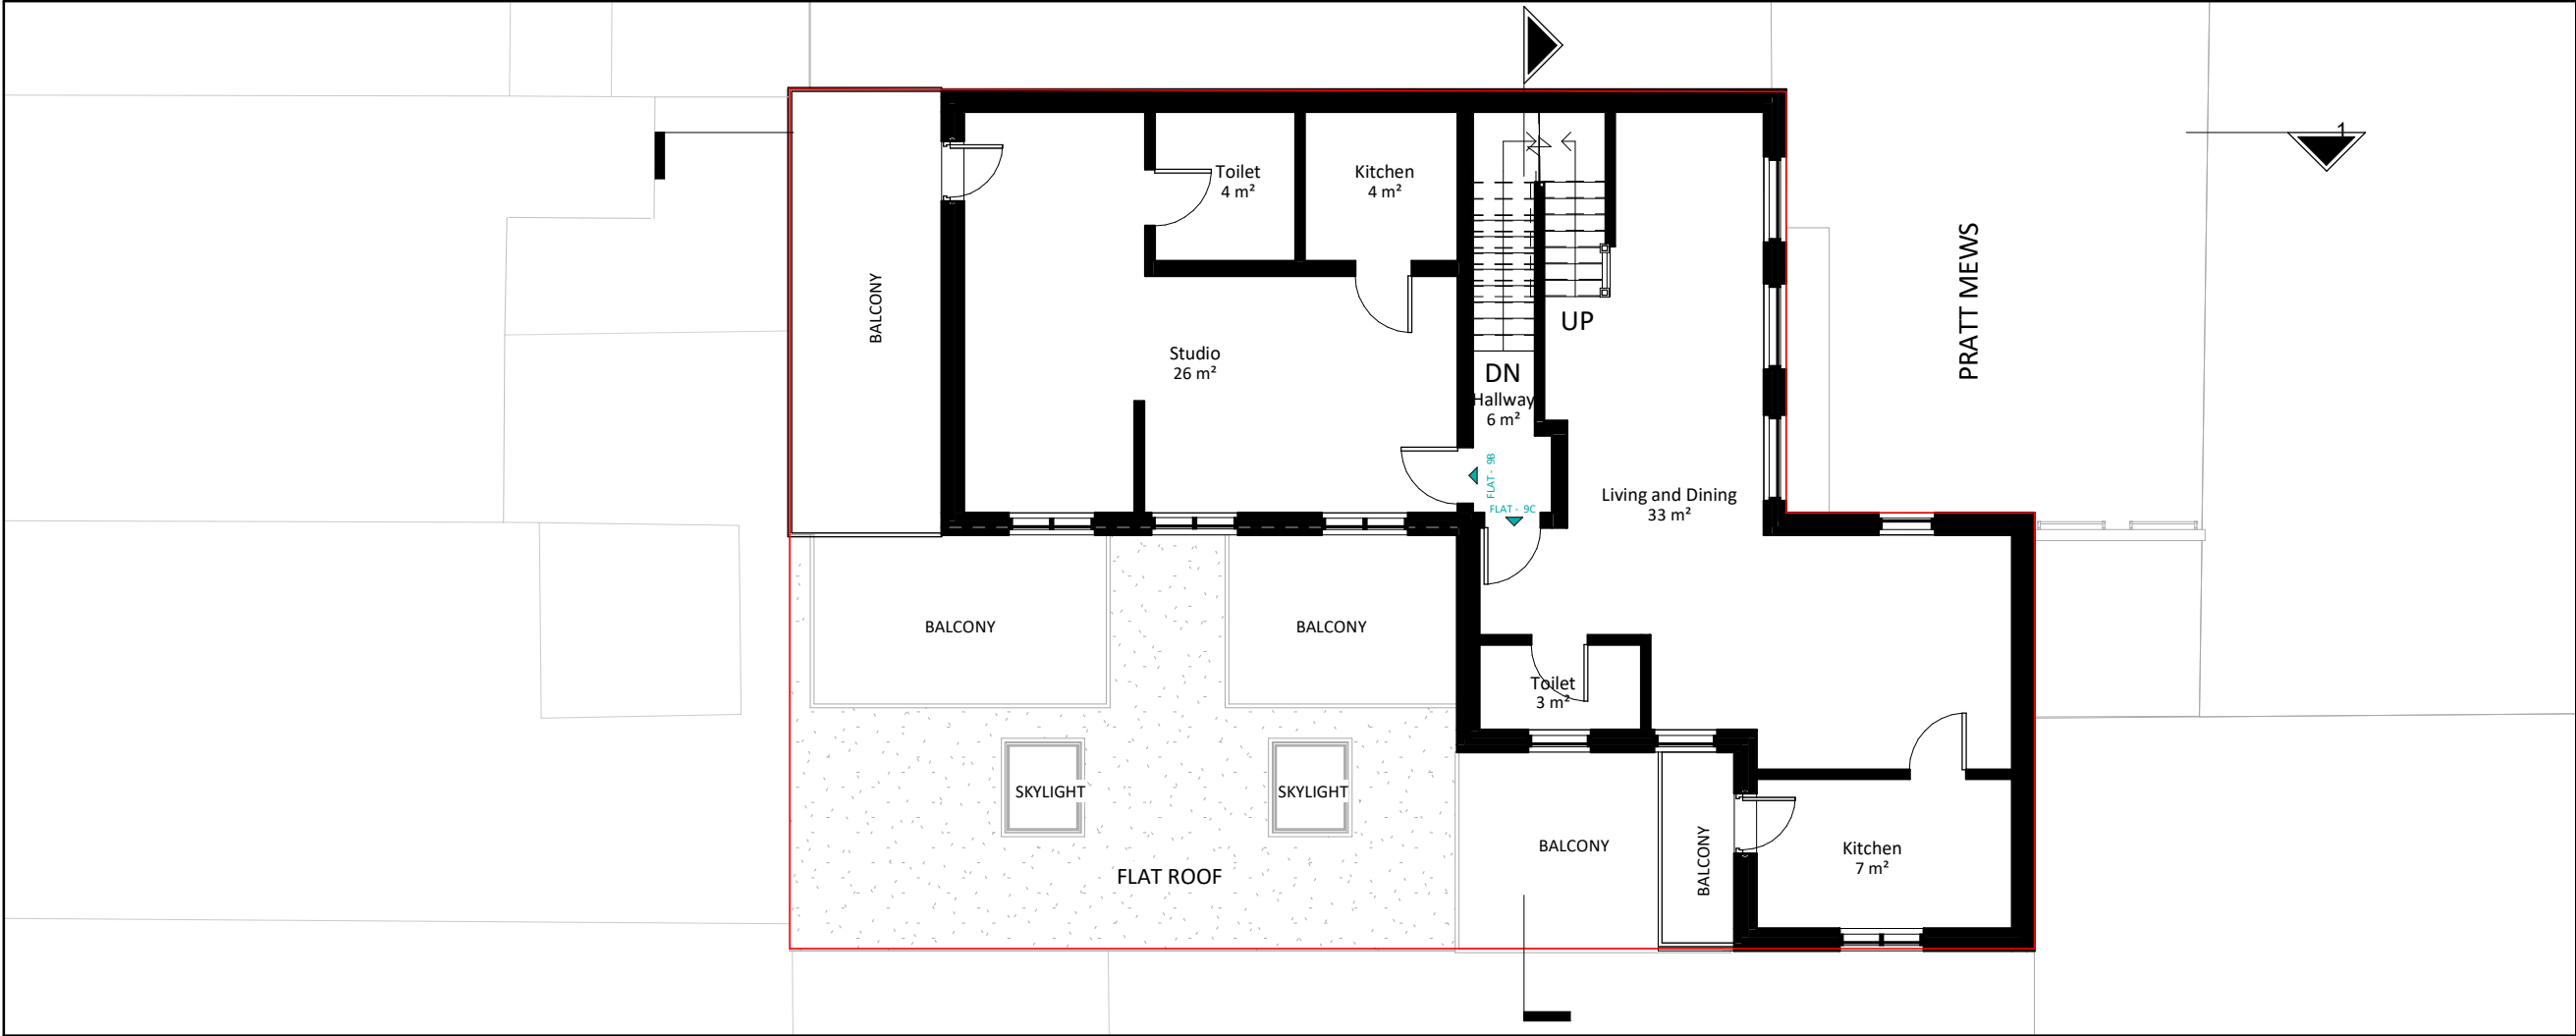 1
Toilet
4 m²
Kitchen
4 m²
PRATT MEWS
BALCONY
UP
Studio
26 m²
DN
Hallway
6 m²
FLAT - 9B
FLAT - 9C
Living and Dining
33 m²
BALCONY
BALCONY
Toilet
3 m²
SKYLIGHT
SKYLIGHT
BALCONY
BALCONY
Kitchen
7 m²
FLAT ROOF